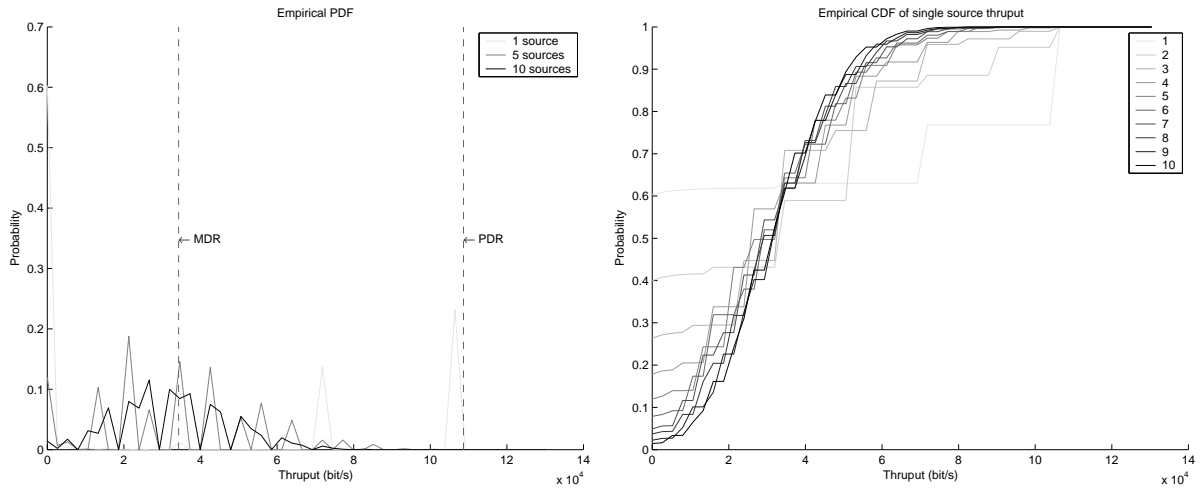 Empirical PDF
0.7
0.6
0.5
0.4
0.3
0.2
0.1
0
Probability
0 2 4 6 8 10 12 14
x 10^4
Thruput (bit/s)
MDR
PDR
1 source
5 sources
10 sources
Empirical CDF of single source thruput
1
0.9
0.8
0.7
0.6
0.5
0.4
0.3
0.2
0.1
0
Probability
0 2 4 6 8 10 12 14
x 10^4
Thruput (bit/s)
1
2
3
4
5
6
7
8
9
10